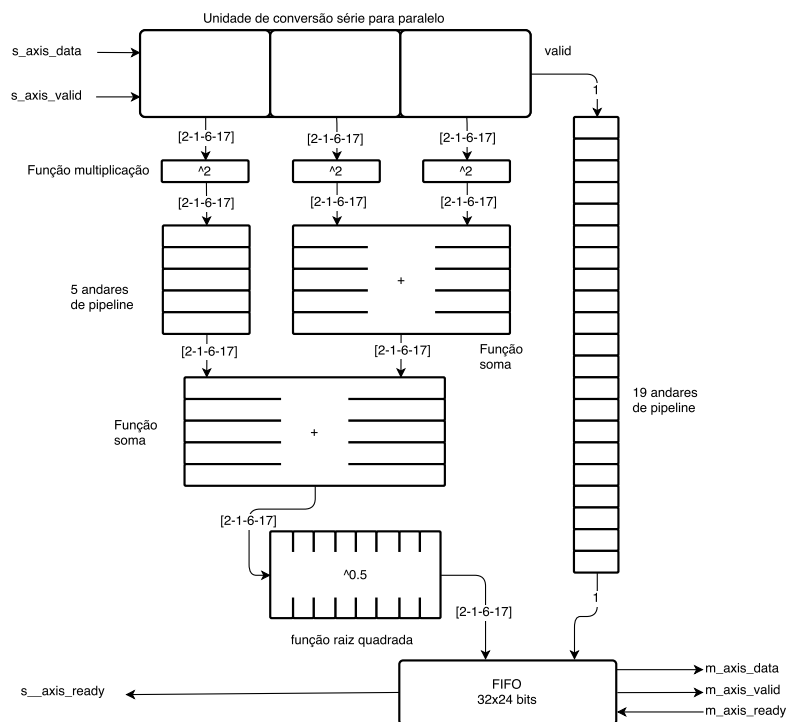 Unidade de conversão série para paralelo
s_axis_data
valid
s_axis_valid
1
[2-1-6-17] [2-1-6-17] [2-1-6-17]
Função multiplicação
^2 ^2 ^2
[2-1-6-17] [2-1-6-17] [2-1-6-17]
5 andares
de pipeline
+
[2-1-6-17] [2-1-6-17]
Função
soma
19 andares
de pipeline
Função
soma
+
[2-1-6-17]
^0.5
1
[2-1-6-17]
função raiz quadrada
s__axis_ready
FIFO
32x24 bits
m_axis_data
m_axis_valid
m_axis_ready